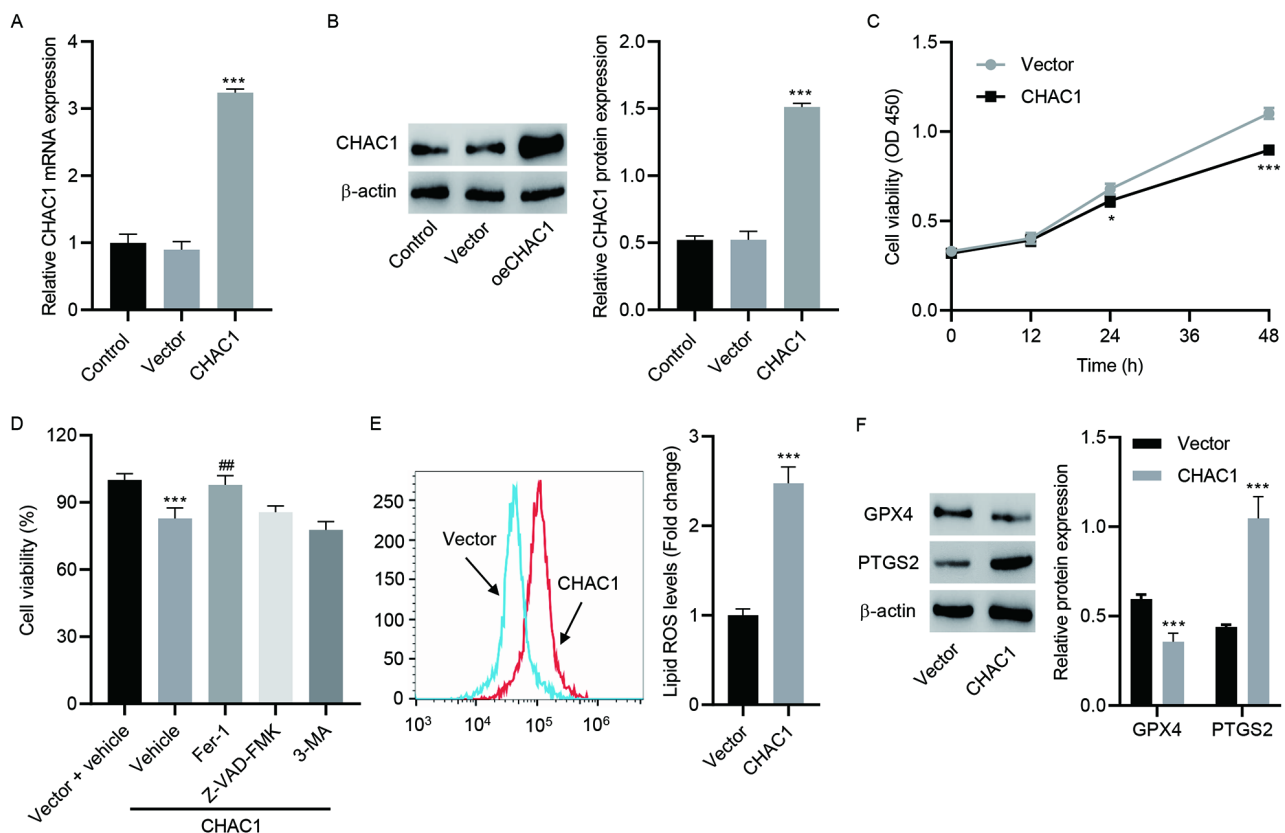 A
Relative CHAC1 mRNA expression
4
3
2
1
0
***
Control
Vector
CHAC1
B
CHAC1
β-actin
Control
Vector
oeCHAC1
Relative CHAC1 protein expression
2.0
1.5
1.0
0.5
0.0
***
Control
Vector
CHAC1
C
Cell viability (OD 450)
1.5
1.0
0.5
0.0
Vector
CHAC1
*
***
0
12
24
36
48
Time (h)
D
Cell viability (%)
120
90
60
30
0
***
##
Vector + vehicle
Vehicle
Fer-1
Z-VAD-FMK
3-MA
CHAC1
E
250
200
150
100
50
0
Vector
CHAC1
10³
10⁴
10⁵
10⁶
Lipid ROS levels (Fold change)
3
2
1
0
***
Vector
CHAC1
F
GPX4
PTGS2
β-actin
Vector
CHAC1
Relative protein expression
1.5
1.0
0.5
0.0
Vector
CHAC1
***
***
GPX4
PTGS2